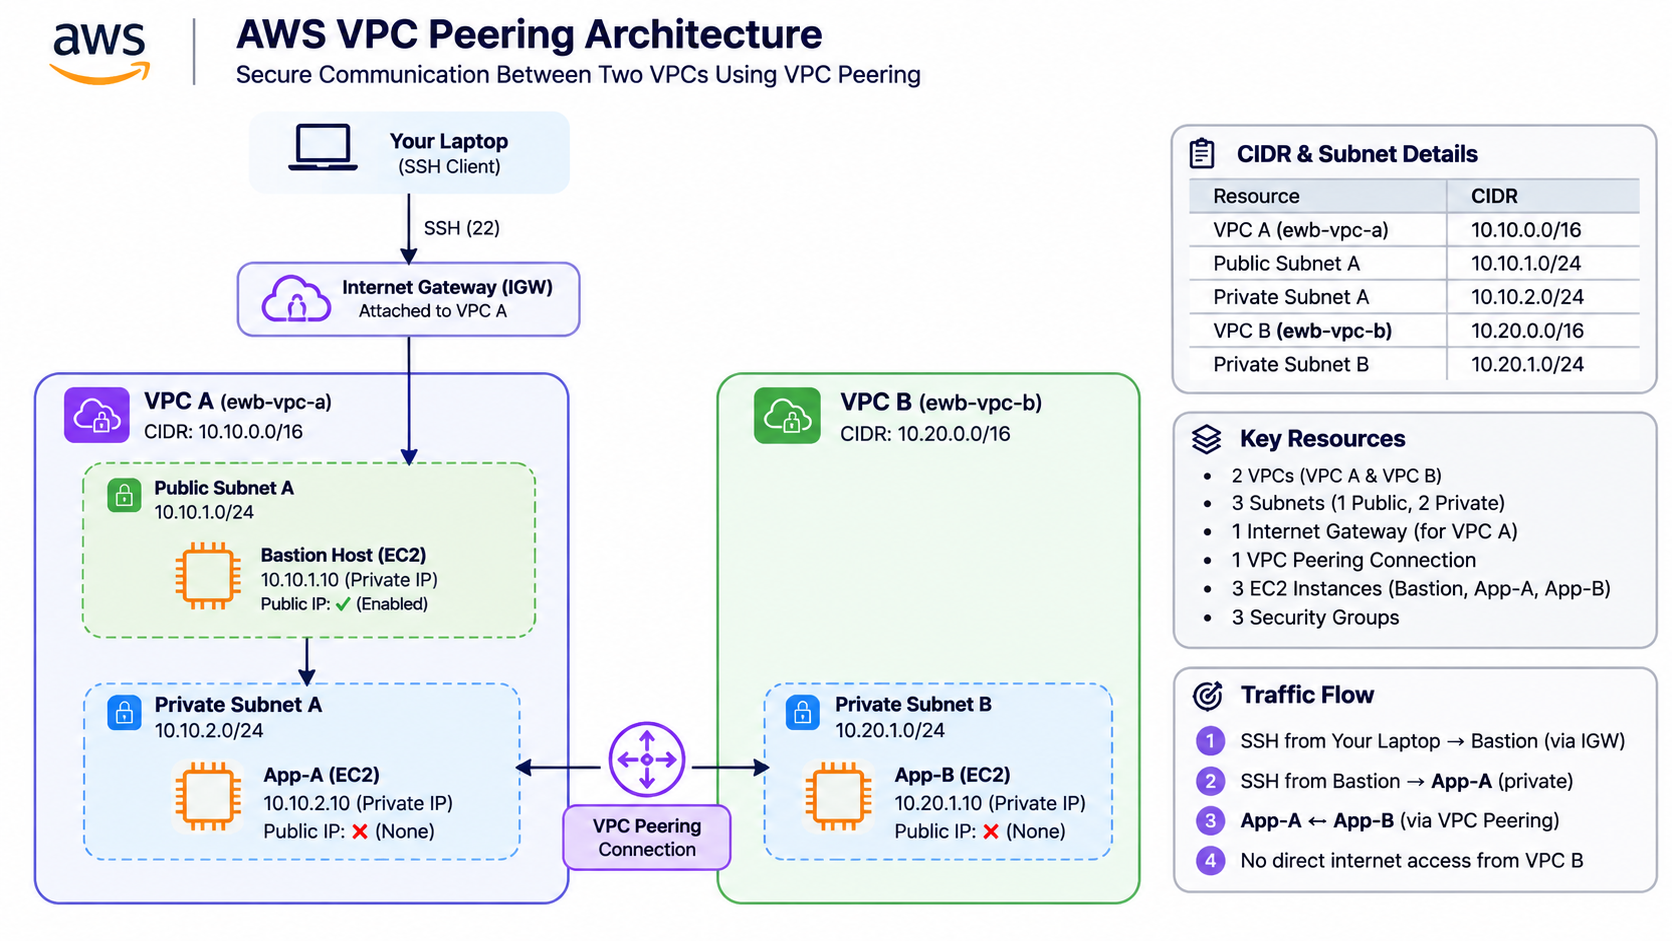 aws
AWS VPC Peering Architecture
Secure Communication Between Two VPCs Using VPC Peering
Your Laptop
(SSH Client)
SSH (22)
Internet Gateway (IGW)
Attached to VPC A
VPC A (ewb-vpc-a)
CIDR: 10.10.0.0/16
Public Subnet A
10.10.1.0/24
Bastion Host (EC2)
10.10.1.10 (Private IP)
Public IP: ✓ (Enabled)
Private Subnet A
10.10.2.0/24
App-A (EC2)
10.10.2.10 (Private IP)
Public IP: ✗ (None)
VPC Peering
Connection
VPC B (ewb-vpc-b)
CIDR: 10.20.0.0/16
Private Subnet B
10.20.1.0/24
App-B (EC2)
10.20.1.10 (Private IP)
Public IP: ✗ (None)
CIDR & Subnet Details
Resource CIDR
VPC A (ewb-vpc-a) 10.10.0.0/16
Public Subnet A 10.10.1.0/24
Private Subnet A 10.10.2.0/24
VPC B (ewb-vpc-b) 10.20.0.0/16
Private Subnet B 10.20.1.0/24
Key Resources
• 2 VPCs (VPC A & VPC B)
• 3 Subnets (1 Public, 2 Private)
• 1 Internet Gateway (for VPC A)
• 1 VPC Peering Connection
• 3 EC2 Instances (Bastion, App-A, App-B)
• 3 Security Groups
Traffic Flow
1 SSH from Your Laptop → Bastion (via IGW)
2 SSH from Bastion → App-A (private)
3 App-A ↔ App-B (via VPC Peering)
4 No direct internet access from VPC B